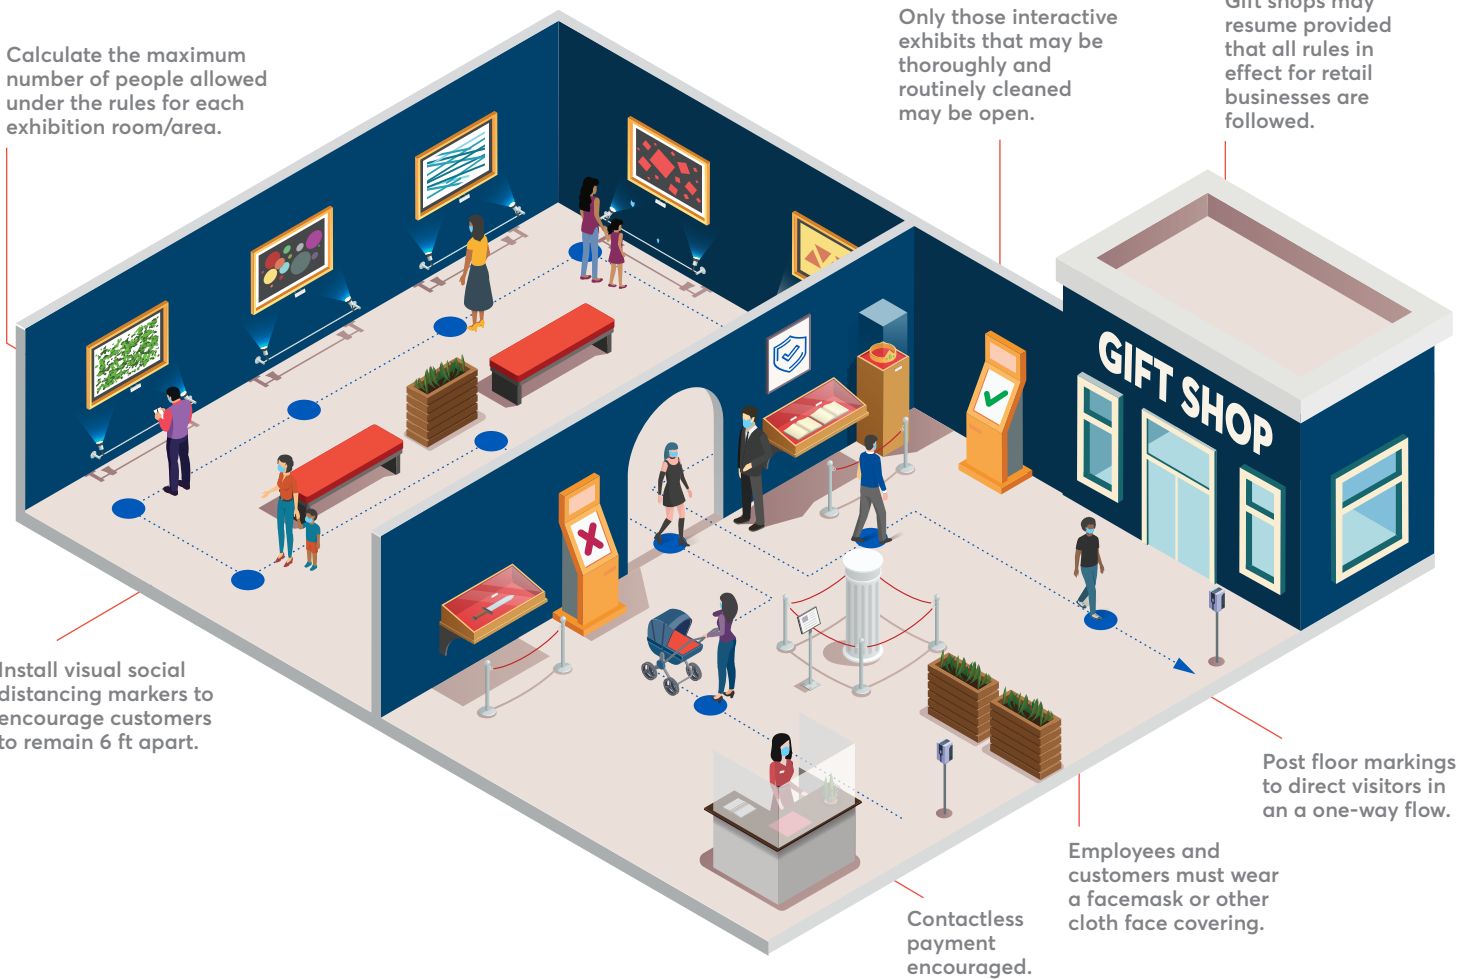 Calculate the maximum
number of people allowed
under the rules for each
exhibition room/area.
Only those interactive
exhibits that may be
thoroughly and
routinely cleaned
may be open.
Gift shops may
resume provided
that all rules in
effect for retail
businesses are
followed.
GIFT SHOP
Install visual social
distancing markers to
encourage customers
to remain 6 ft apart.
Post floor markings
to direct visitors in
an a one-way flow.
Employees and
customers must wear
a facemask or other
cloth face covering.
Contactless
payment
encouraged.